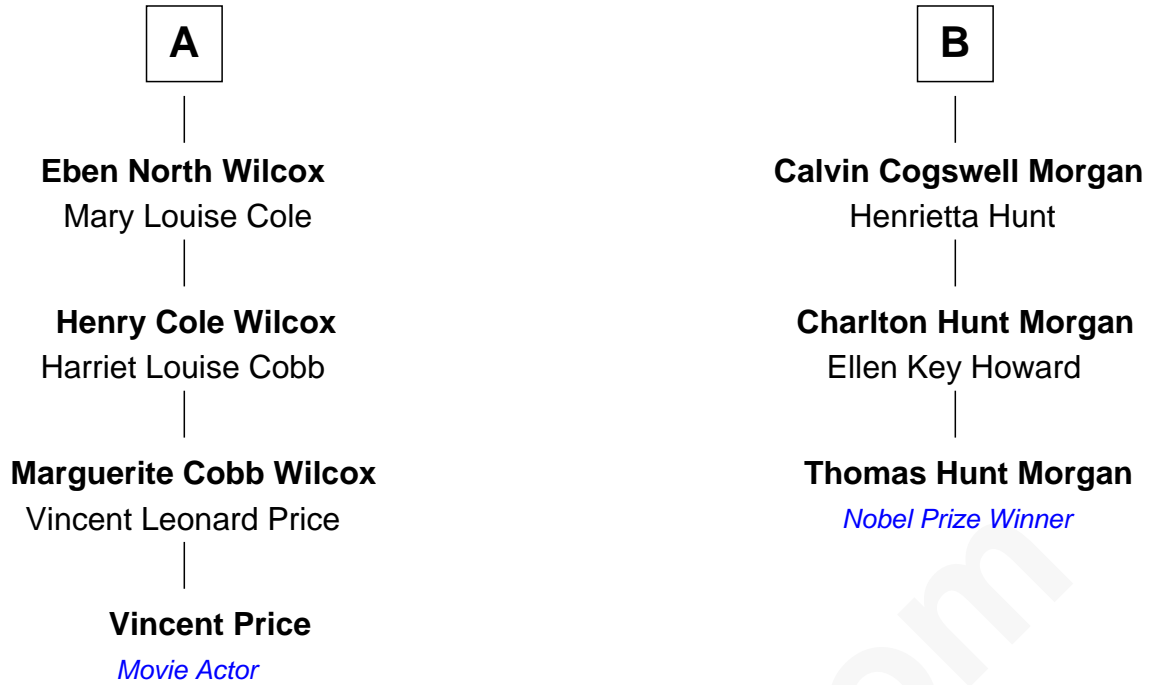 A
Eben North Wilcox
Mary Louise Cole
Henry Cole Wilcox
Harriet Louise Cobb
Marguerite Cobb Wilcox
Vincent Leonard Price
Vincent Price
Movie Actor
B
Calvin Cogswell Morgan
Henrietta Hunt
Charlton Hunt Morgan
Ellen Key Howard
Thomas Hunt Morgan
Nobel Prize Winner
om